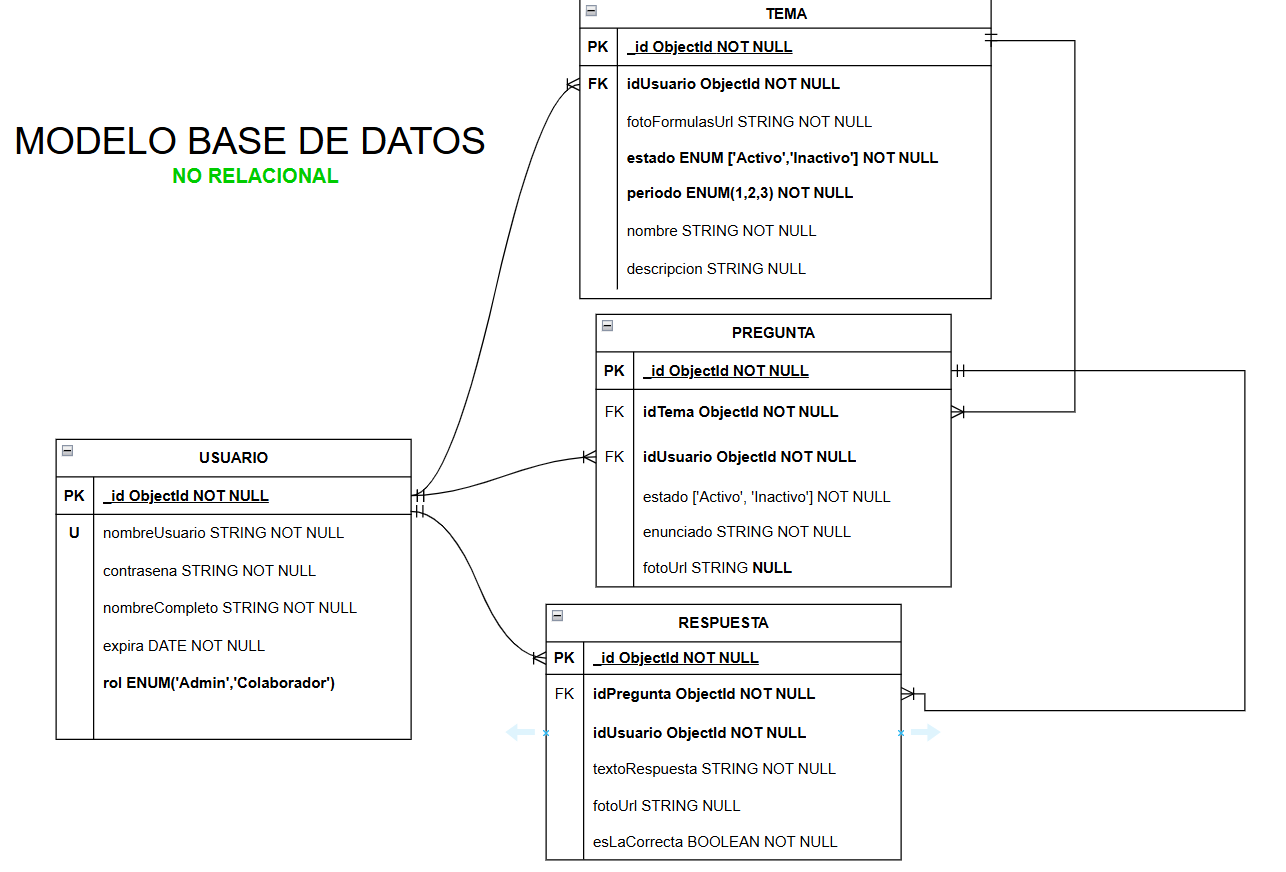 MODELO BASE DE DATOS
NO RELACIONAL
TEMA
PK _id ObjectId NOT NULL
FK idUsuario ObjectId NOT NULL
fotoFormulasUrl STRING NOT NULL
estado ENUM ['Activo','Inactivo'] NOT NULL
periodo ENUM(1,2,3) NOT NULL
nombre STRING NOT NULL
descripcion STRING NULL
PREGUNTA
PK _id ObjectId NOT NULL
FK idTema ObjectId NOT NULL
FK idUsuario ObjectId NOT NULL
estado ['Activo', 'Inactivo'] NOT NULL
enunciado STRING NOT NULL
fotoUrl STRING NULL
USUARIO
PK _id ObjectId NOT NULL
U nombreUsuario STRING NOT NULL
contrasena STRING NOT NULL
nombreCompleto STRING NOT NULL
expira DATE NOT NULL
rol ENUM('Admin','Colaborador')
RESPUESTA
PK _id ObjectId NOT NULL
FK idPregunta ObjectId NOT NULL
idUsuario ObjectId NOT NULL
textoRespuesta STRING NOT NULL
fotoUrl STRING NULL
esLaCorrecta BOOLEAN NOT NULL